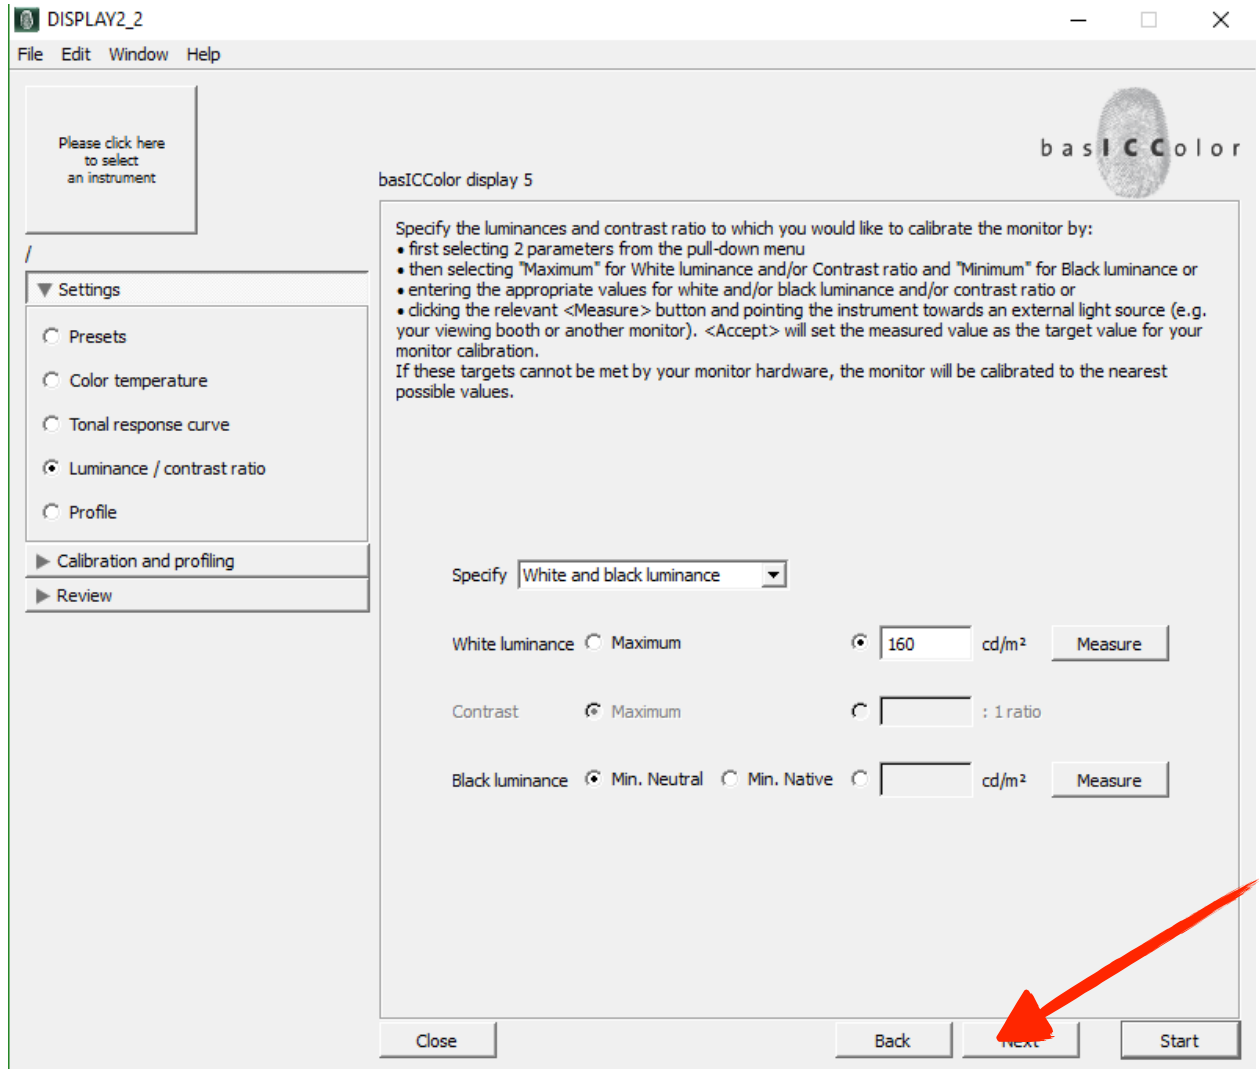 DISPLAY2_2
File Edit Window Help
Please click here
to select
an instrument
basICColor
basICColor display 5
/
Settings
Presets
Color temperature
Tonal response curve
Luminance / contrast ratio
Profile
Calibration and profiling
Review
Specify the luminances and contrast ratio to which you would like to calibrate the monitor by:
• first selecting 2 parameters from the pull-down menu
• then selecting "Maximum" for White luminance and/or Contrast ratio and "Minimum" for Black luminance or
• entering the appropriate values for white and/or black luminance and/or contrast ratio or
• clicking the relevant <Measure> button and pointing the instrument towards an external light source (e.g.
your viewing booth or another monitor). <Accept> will set the measured value as the target value for your
monitor calibration.
If these targets cannot be met by your monitor hardware, the monitor will be calibrated to the nearest
possible values.
Specify White and black luminance
White luminance Maximum 160 cd/m² Measure
Contrast Maximum : 1 ratio
Black luminance Min. Neutral Min. Native cd/m² Measure
Close Back Next Start